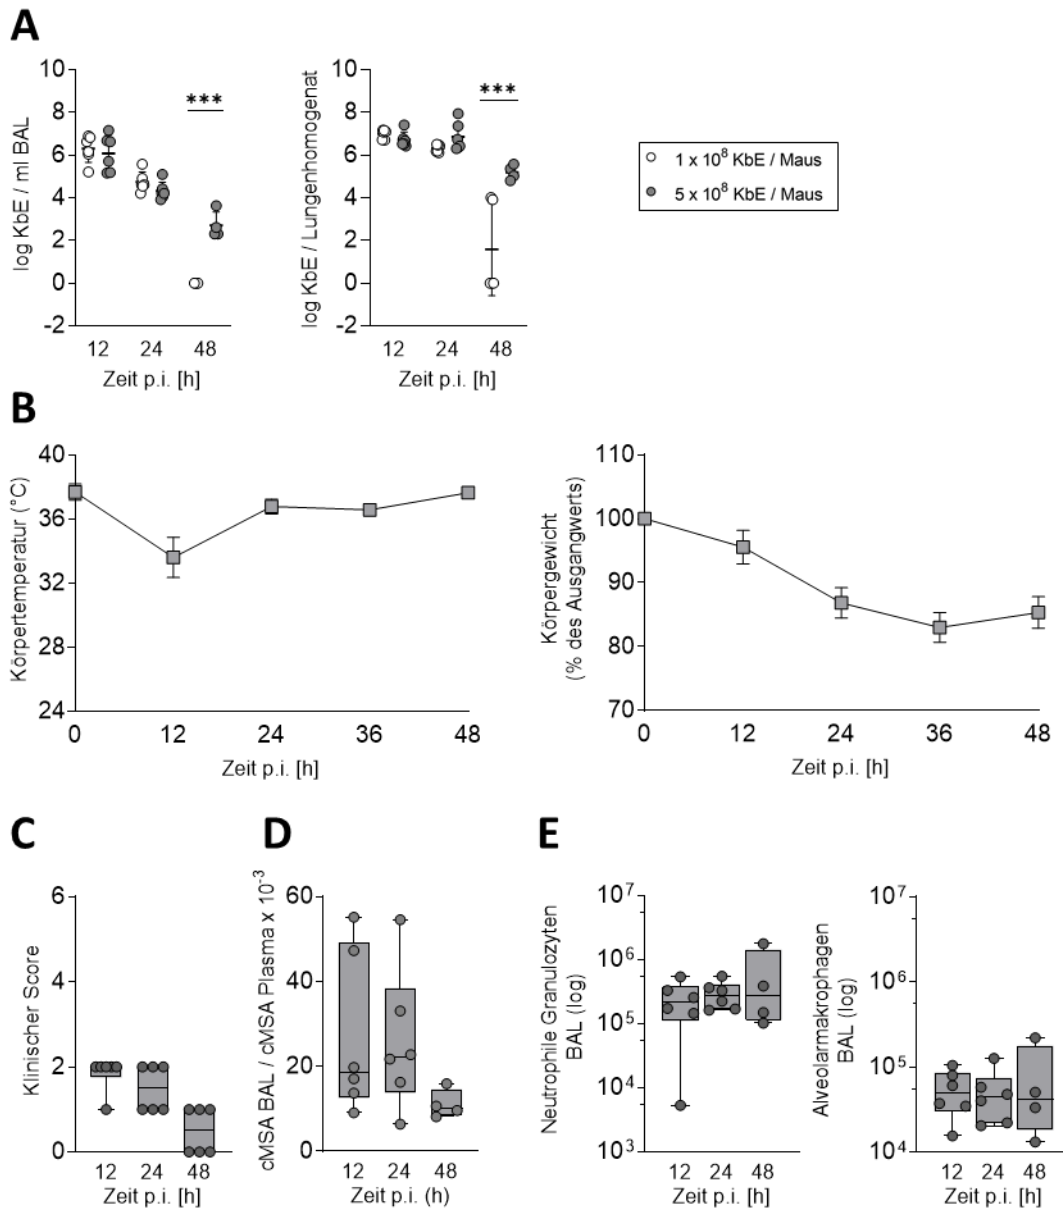 A
log KbE / ml BAL
10
8
6
4
2
0
-2
***
12 24 48
Zeit p.i. [h]
log KbE / Lungenhomogenat
10
8
6
4
2
0
-2
***
12 24 48
Zeit p.i. [h]
1 x 10⁸ KbE / Maus
5 x 10⁸ KbE / Maus
B
Körpertemperatur (°C)
40
36
32
28
24
0 12 24 36 48
Zeit p.i. [h]
Körpergewicht
(% des Ausgangwerts)
110
100
90
80
70
0 12 24 36 48
Zeit p.i. [h]
C
Klinischer Score
6
4
2
0
12 24 48
Zeit p.i. [h]
D
cMSA BAL / cMSA Plasma x 10⁻³
60
40
20
0
12 24 48
Zeit p.i. (h)
E
Neutrophile Granulozyten
BAL (log)
10⁷
10⁶
10⁵
10⁴
10³
12 24 48
Zeit p.i. [h]
Alveolarmakrophagen
BAL (log)
10⁷
10⁶
10⁵
10⁴
12 24 48
Zeit p.i. [h]